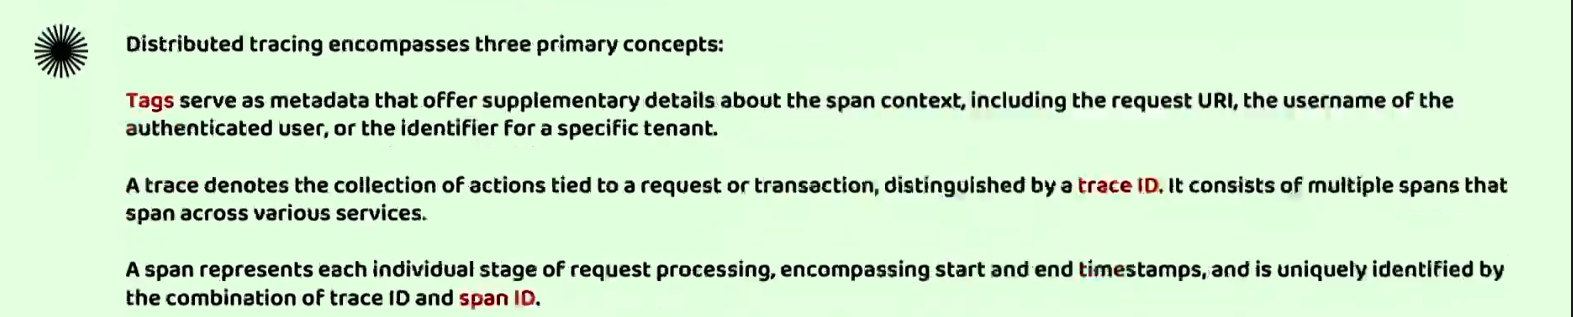 Distributed tracing encompasses three primary concepts:
Tags serve as metadata that offer supplementary details about the span context, including the request URI, the username of the
authenticated user, or the identifier for a specific tenant.
A trace denotes the collection of actions tied to a request or transaction, distinguished by a trace ID. It consists of multiple spans that
span across various services.
A span represents each individual stage of request processing, encompassing start and end timestamps, and is uniquely identified by
the combination of trace ID and span ID.